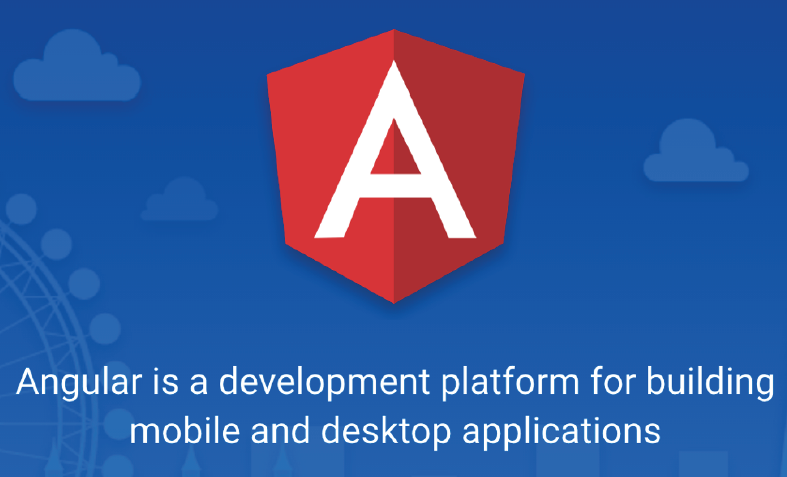 A
Angular is a development platform for building
mobile and desktop applications